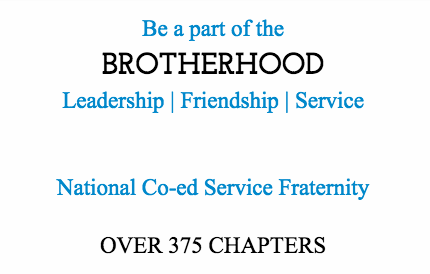 Be a part of the
BROTHERHOOD
Leadership | Friendship | Service
National Co-ed Service Fraternity
OVER 375 CHAPTERS